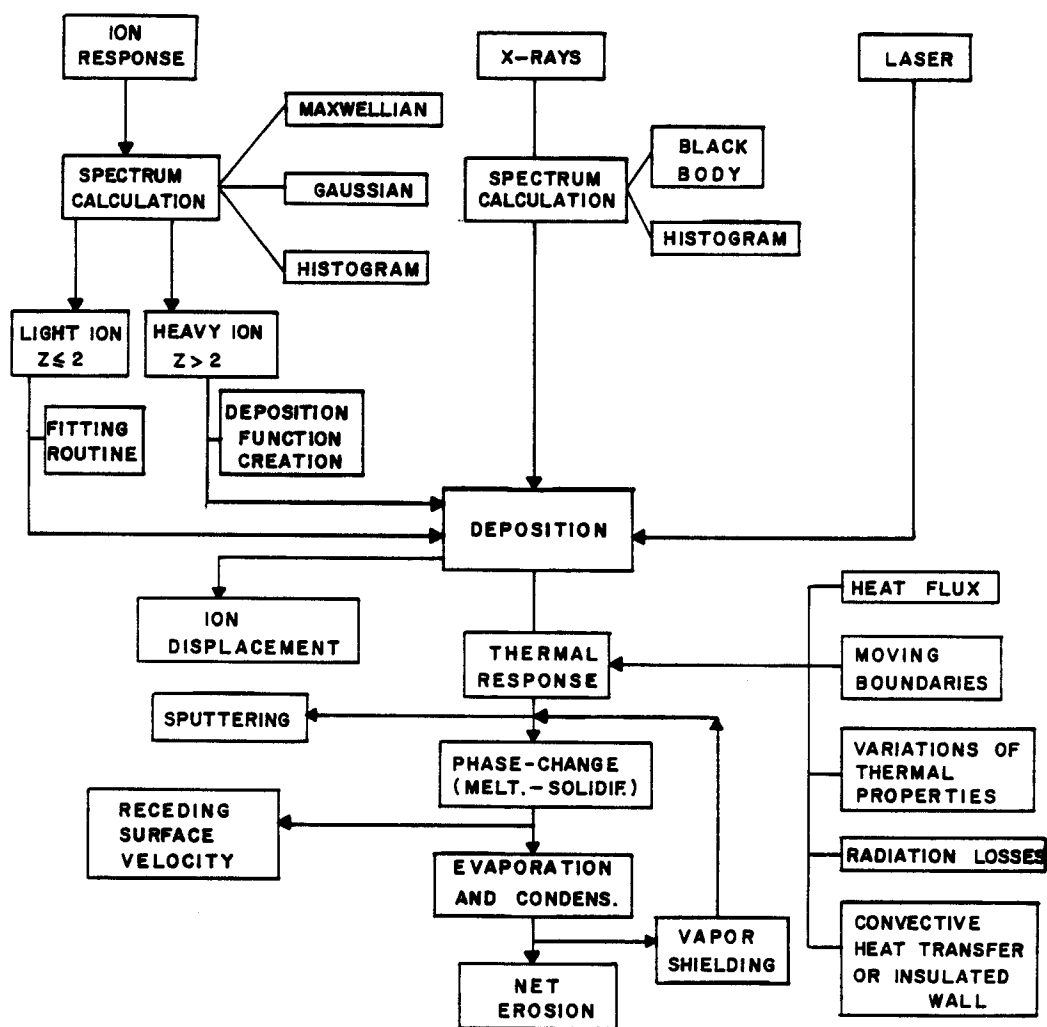 ION
RESPONSE
X-RAYS
LASER
MAXWELLIAN
SPECTRUM
CALCULATION
GAUSSIAN
HISTOGRAM
SPECTRUM
CALCULATION
BLACK
BODY
HISTOGRAM
LIGHT ION
Z≤2
HEAVY ION
Z>2
FITTING
ROUTINE
DEPOSITION
FUNCTION
CREATION
DEPOSITION
ION
DISPLACEMENT
THERMAL
RESPONSE
HEAT FLUX
MOVING
BOUNDARIES
VARIATIONS OF
THERMAL
PROPERTIES
RADIATION LOSSES
CONVECTIVE
HEAT TRANSFER
OR INSULATED
WALL
SPUTTERING
PHASE-CHANGE
(MELT.-SOLIDIF.)
RECEDING
SURFACE
VELOCITY
EVAPORATION
AND CONDENS.
VAPOR
SHIELDING
NET
EROSION